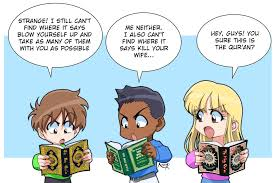 STRANGE! I STILL CAN'T
FIND WHERE IT SAYS
BLOW YOURSELF UP AND
TAKE AS MANY OF THEM
WITH YOU AS POSSIBLE
ME NEITHER.
I ALSO CAN'T
FIND WHERE IT
SAYS KILL YOUR
WIFE...
HEY, GUYS! YOU
SURE THIS IS
THE QUR'AN?